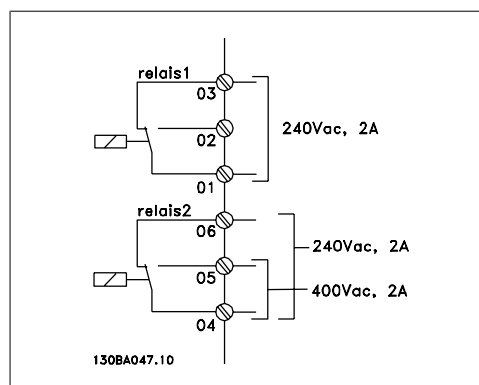 relais1
03
02
240Vac, 2A
01
relais2
06
240Vac, 2A
05
400Vac, 2A
04
130BA047.10